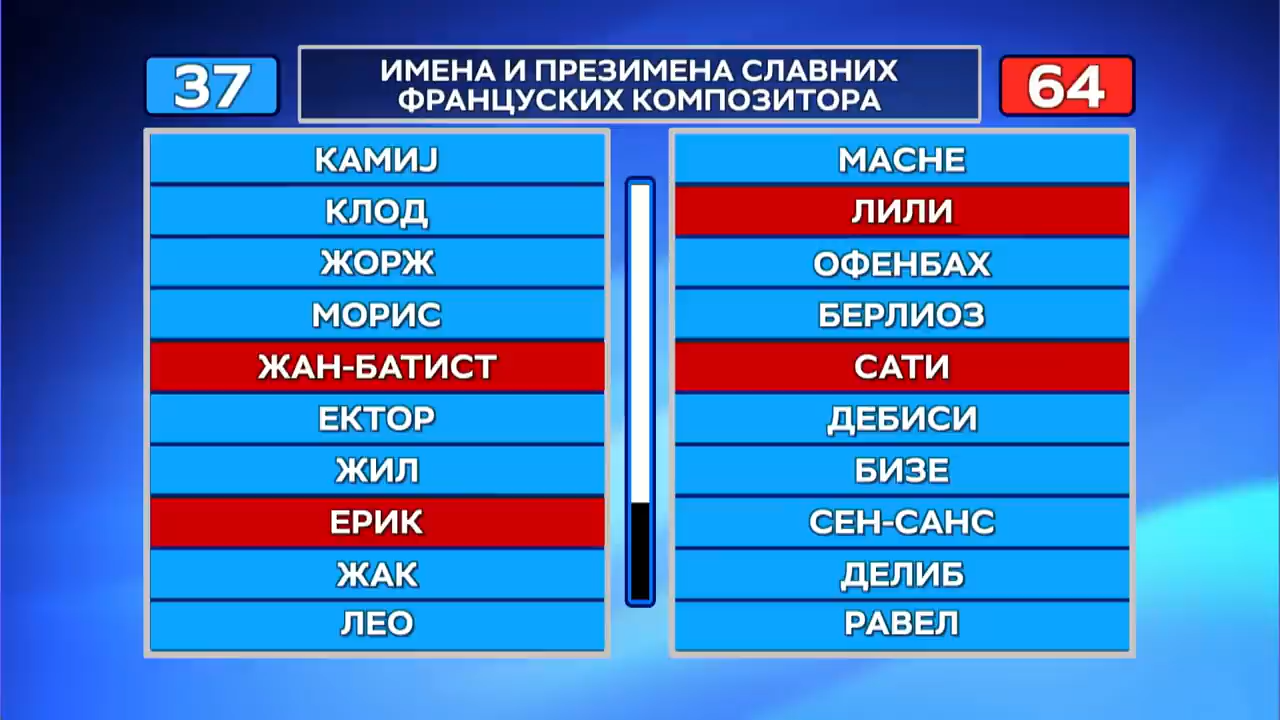 37
ИМЕНА И ПРЕЗИМЕНА СЛАВНИХ
ФРАНЦУСКИХ КОМПОЗИТОРА
64
КАМИЈ
МАСНЕ
КЛОД
ЛИЛИ
ЖОРЖ
ОФЕНБАХ
МОРИС
БЕРЛИОЗ
ЖАН-БАТИСТ
САТИ
ЕКТОР
ДЕБИСИ
ЖИЛ
БИЗЕ
ЕРИК
СЕН-САНС
ЖАК
ДЕЛИБ
ЛЕО
РАВЕЛ